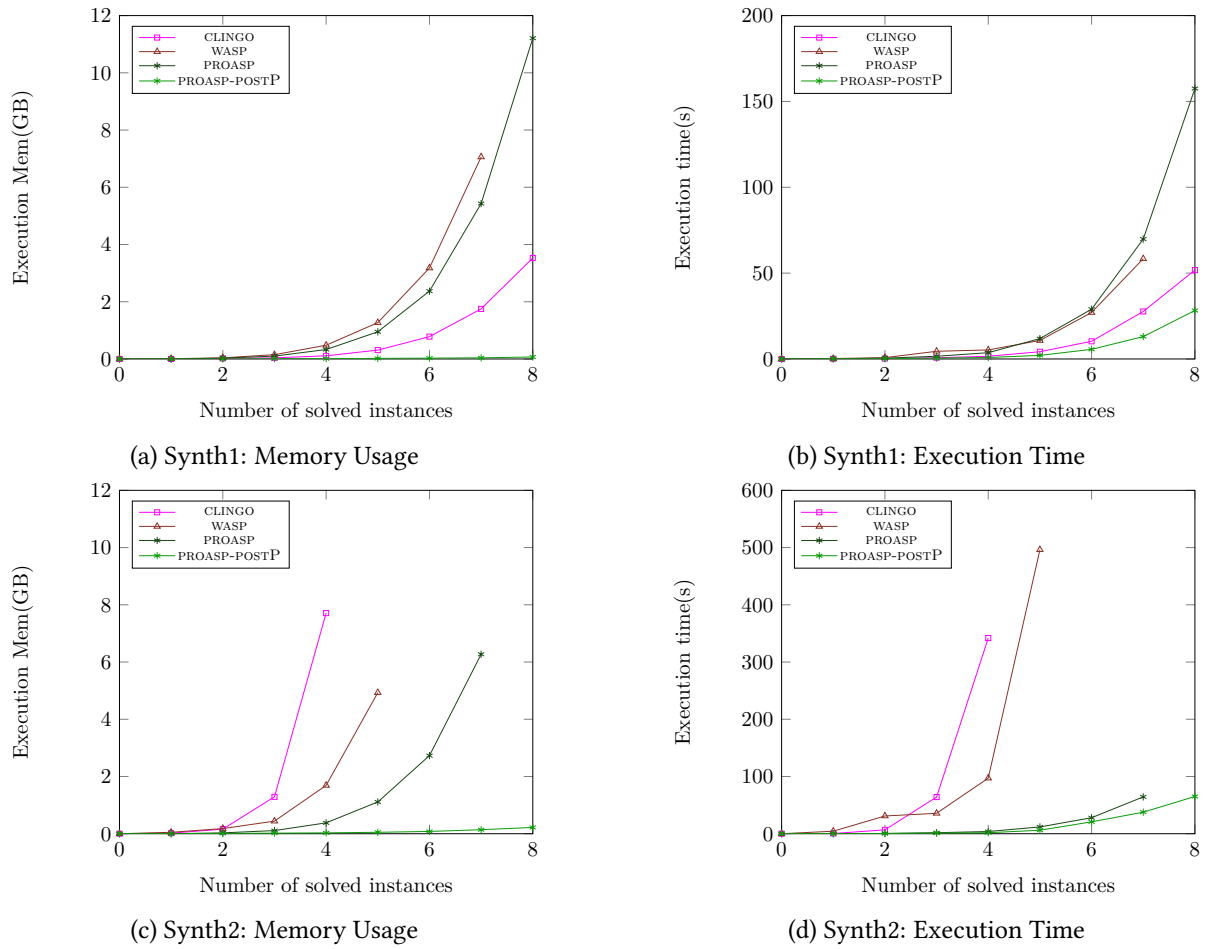 12
10
8
6
4
2
0
0 2 4 6 8
Execution Mem(GB)
Number of solved instances
CLINGO
WASP
PROASP
PROASP-POSTP
(a) Synth1: Memory Usage
200
150
100
50
0
0 2 4 6 8
Execution time(s)
Number of solved instances
CLINGO
WASP
PROASP
PROASP-POSTP
(b) Synth1: Execution Time
12
10
8
6
4
2
0
0 2 4 6 8
Execution Mem(GB)
Number of solved instances
CLINGO
WASP
PROASP
PROASP-POSTP
(c) Synth2: Memory Usage
600
500
400
300
200
100
0
0 2 4 6 8
Execution time(s)
Number of solved instances
CLINGO
WASP
PROASP
PROASP-POSTP
(d) Synth2: Execution Time